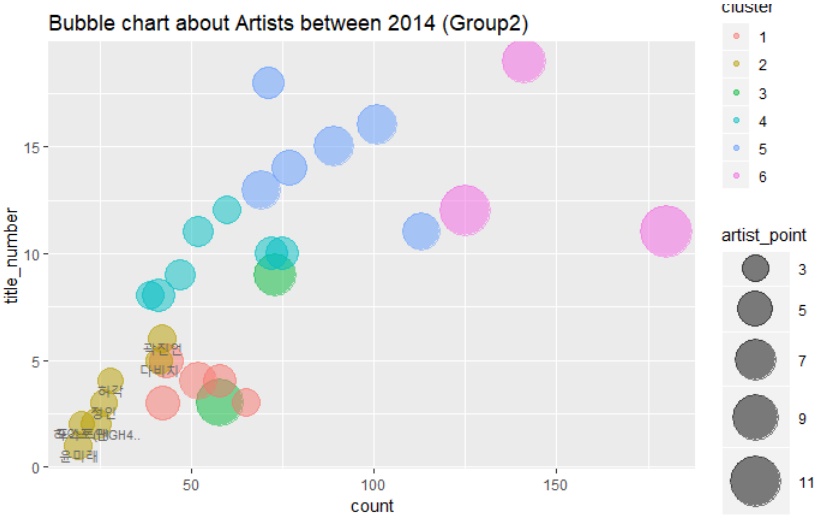 Bubble chart about Artists between 2014 (Group2)
cluster
1
2
3
4
5
6
artist_point
3
5
7
9
11
title_number
15
10
5
0
곽진언
다비치
허각
정인
HIGH4..
윤미래
50
100
150
count